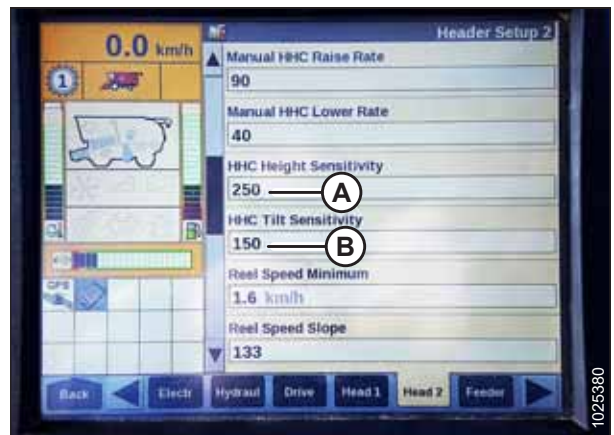 0.0 km/h
Header Setup 2
1
Manual HHC Raise Rate
90
Manual HHC Lower Rate
40
HHC Height Sensitivity
250
A
HHC Tilt Sensitivity
150
B
Reel Speed Minimum
1.6 km/h
Reel Speed Slope
133
GPS
Back
Electr
Hydraul
Drive
Head 1
Head 2
Feeder
1025380